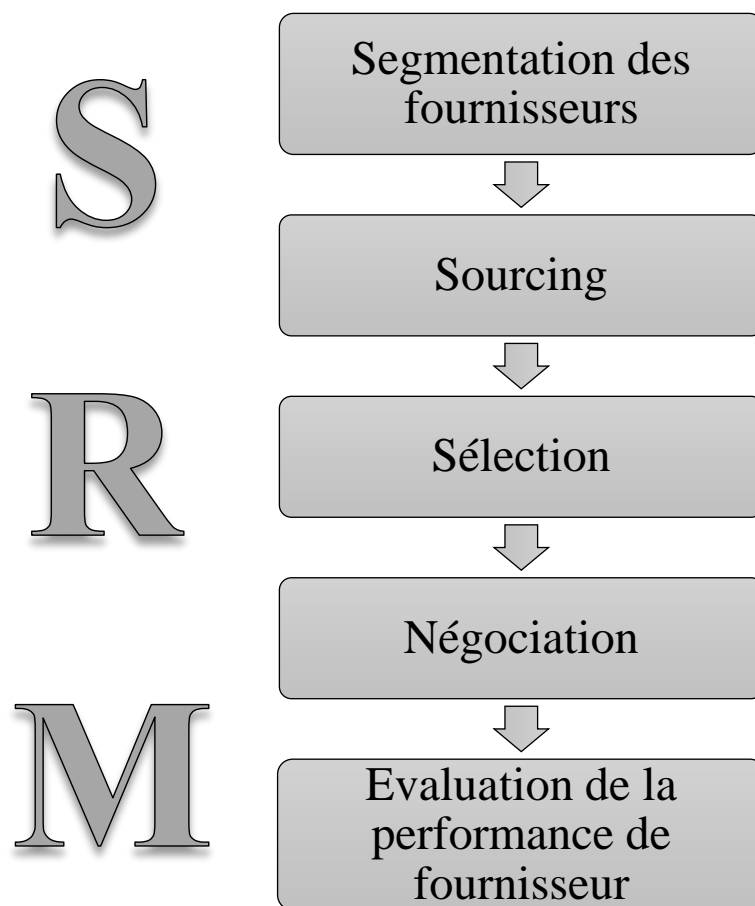 S
R
M
Segmentation des
fournisseurs
Sourcing
Sélection
Négociation
Evaluation de la
performance de
fournisseur